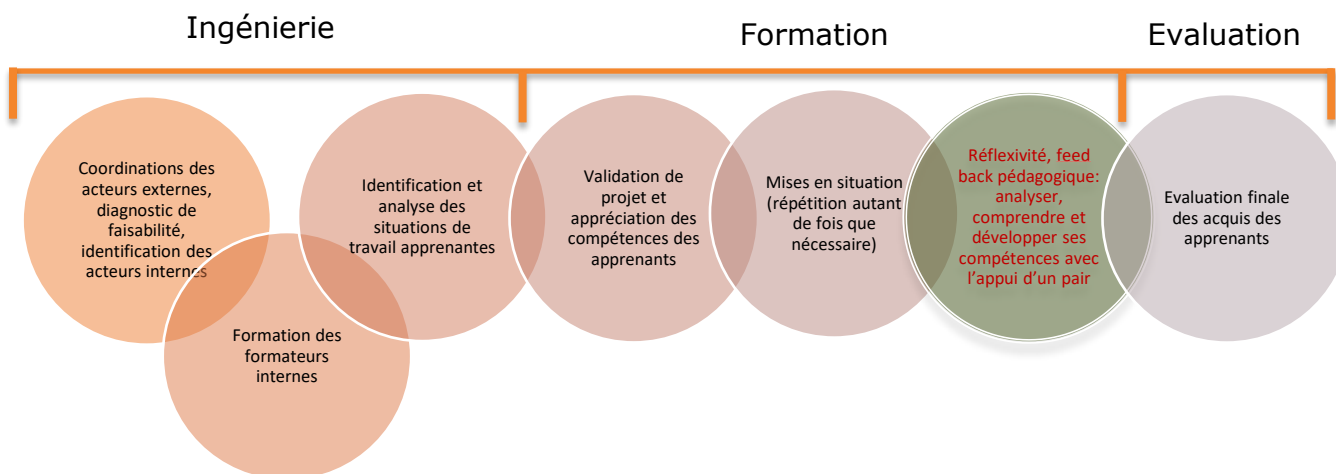 Ingénierie
Formation
Evaluation
Coordinations des
acteurs externes,
diagnostic de
faisabilité,
identification des
acteurs internes
Formation des
formateurs
internes
Identification et
analyse des
situations de
travail apprenantes
Validation de
projet et
appréciation des
compétences des
apprenants
Mises en situation
(répétition autant
de fois que
nécessaire)
Réflexivité, feed
back pédagogique:
analyser,
comprendre et
développer ses
compétences avec
l’appui d’un pair
Evaluation finale
des acquis des
apprenants